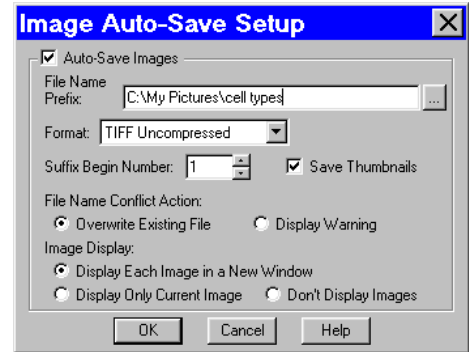 Image Auto-Save Setup
Auto-Save Images
File Name
Prefix: C:\My Pictures\cell types ...
Format: TIFF Uncompressed
Suffix Begin Number: 1 Save Thumbnails
File Name Conflict Action:
Overwrite Existing File Display Warning
Image Display:
Display Each Image in a New Window
Display Only Current Image Don't Display Images
OK Cancel Help